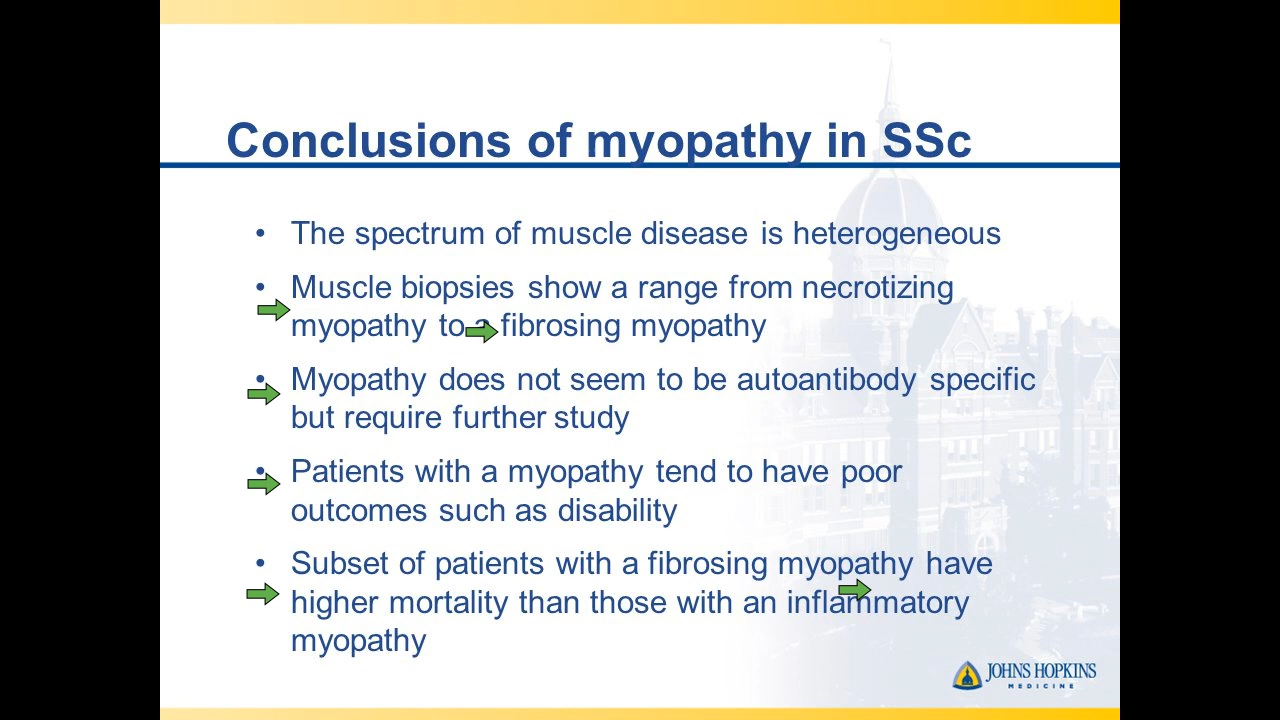 Conclusions of myopathy in SSc
• The spectrum of muscle disease is heterogeneous
• Muscle biopsies show a range from necrotizing
myopathy to a fibrosing myopathy
• Myopathy does not seem to be autoantibody specific
but require further study
• Patients with a myopathy tend to have poor
outcomes such as disability
• Subset of patients with a fibrosing myopathy have
higher mortality than those with an inflammatory
myopathy
JOHNS HOPKINS
MEDICINE